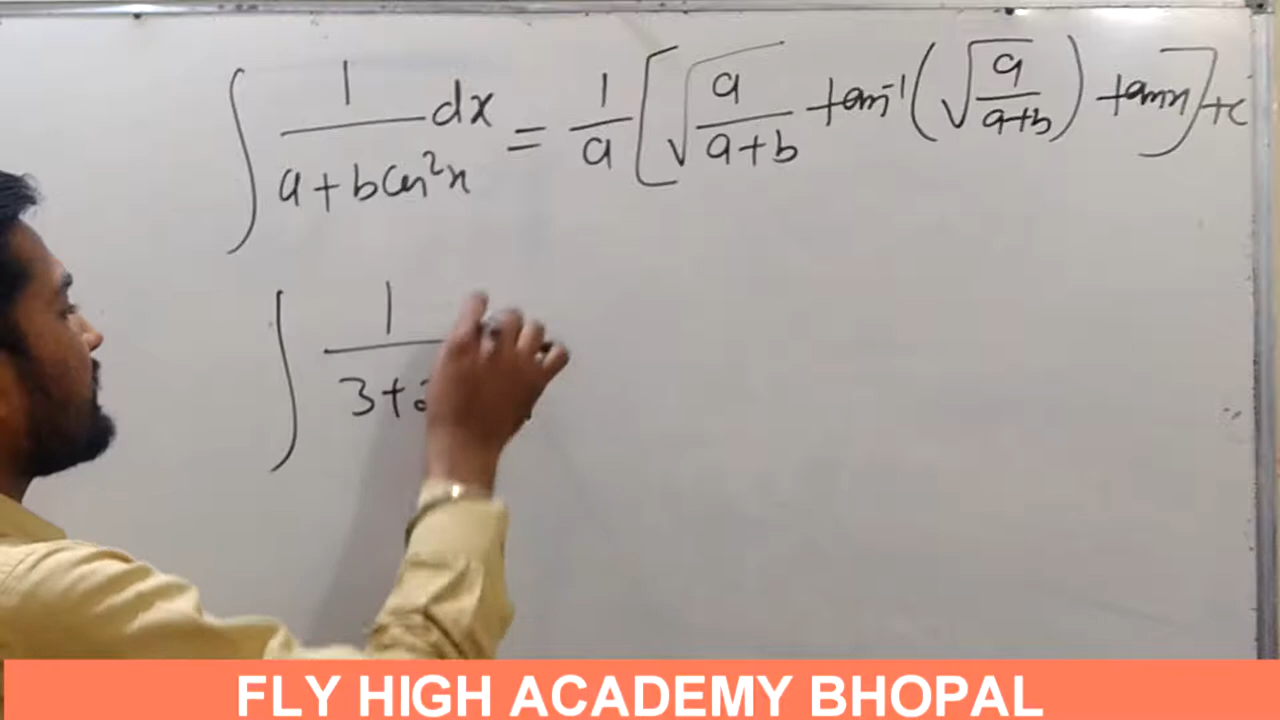 ∫ 1/(a+bcos²x) dx = 1/a [√(a/(a+b)) tan⁻¹(√(a/(a+b))) tanx] + c
∫ 1/(3+
FLY HIGH ACADEMY BHOPAL